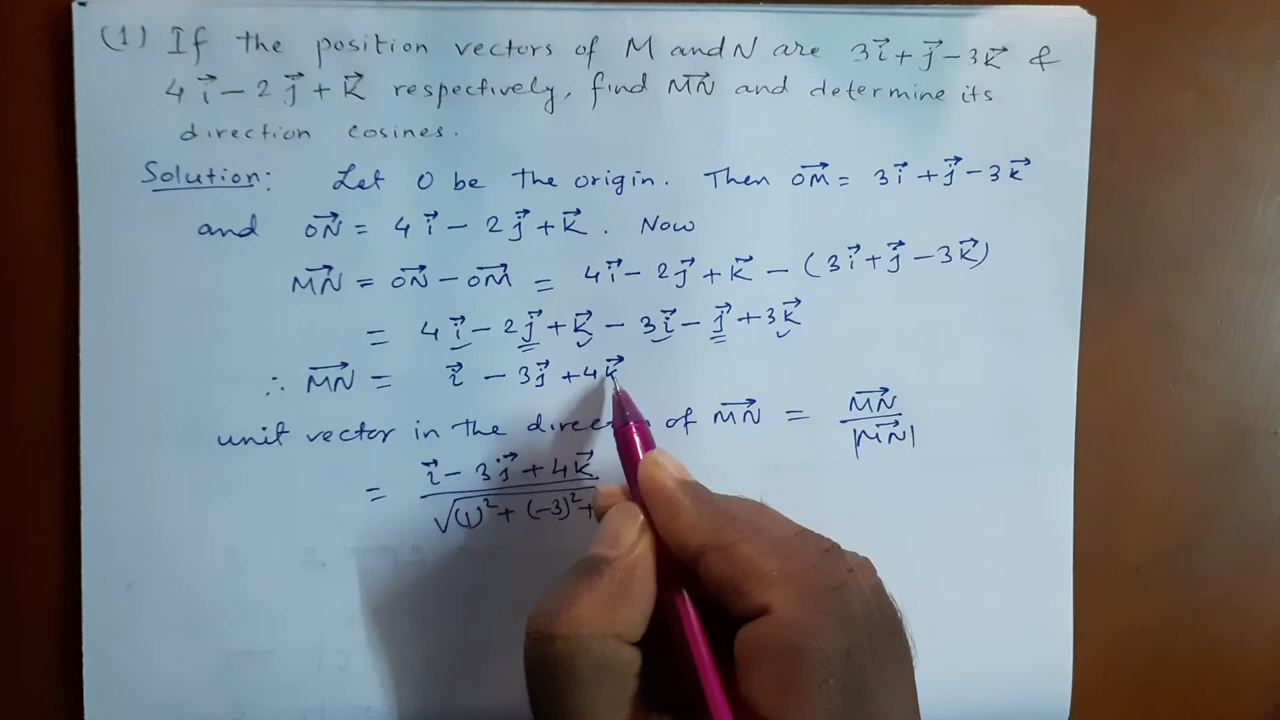 (1) If the position vectors of M and N are 3i⃗ + j⃗ − 3k⃗ &
4i⃗ − 2j⃗ + k⃗ respectively, find MN⃗ and determine its
direction cosines.
Solution: Let O be the origin. Then OM⃗ = 3i⃗ + j⃗ − 3k⃗
and ON⃗ = 4i⃗ − 2j⃗ + k⃗. Now
MN⃗ = ON⃗ − OM⃗ = 4i⃗ − 2j⃗ + k⃗ − (3i⃗ + j⃗ − 3k⃗)
= 4i⃗ − 2j⃗ + k⃗ − 3i⃗ − j⃗ + 3k⃗
∴ MN⃗ = i⃗ − 3j⃗ + 4k⃗
unit vector in the of MN⃗ = MN⃗ / |MN⃗|
= i⃗ − 3j⃗ + 4k⃗ / √(1)² + (−3)² +